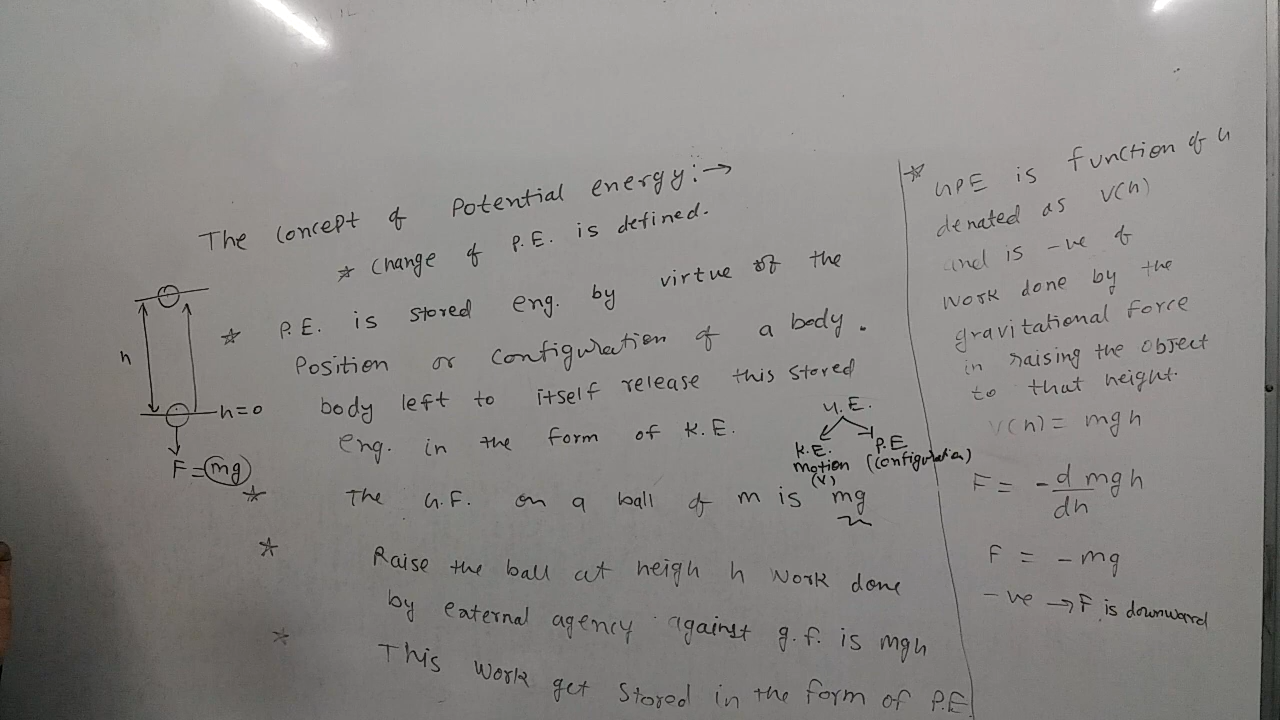 The concept of Potential energy:→
* change of P.E. is defined.
* P.E. is stored eng. by virtue of the
Position or configuration of a body.
body left to itself release this stored
eng. in the form of K.E.
h
h=0
F=mg
M.E.
K.E. P.E.
motion (configuration)
(V)
* The G.F. on a ball of m is mg
* Raise the ball at heigh h work done
by external agency against g.f. is mgh
* This work get stored in the form of P.E.
* GPE is function of h
denated as V(h)
and is -ve of
work done by the
gravitational force
in raising the object
to that height.
V(h)= mgh
F= -d mgh
dh
F = -mg
-ve → F is downward